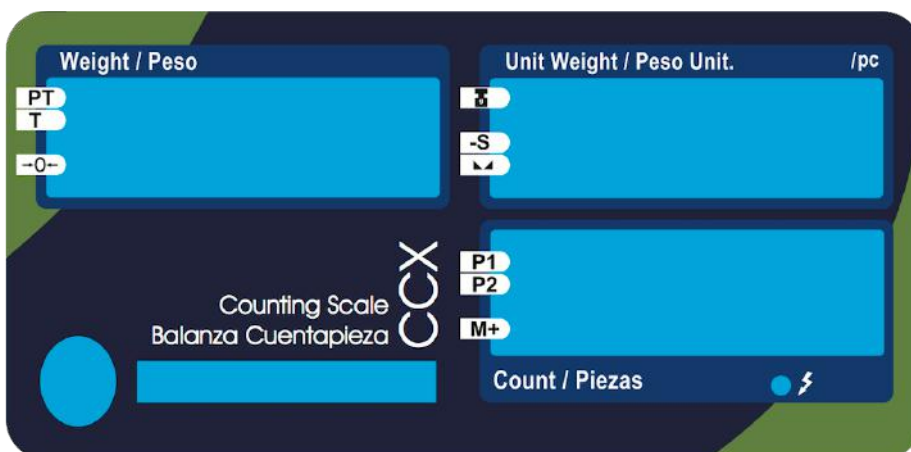 Weight / Peso
PT
T
→0←
Unit Weight / Peso Unit. /pc
-S
Counting Scale
Balanza Cuentapieza
CCX
P1
P2
M+
Count / Piezas